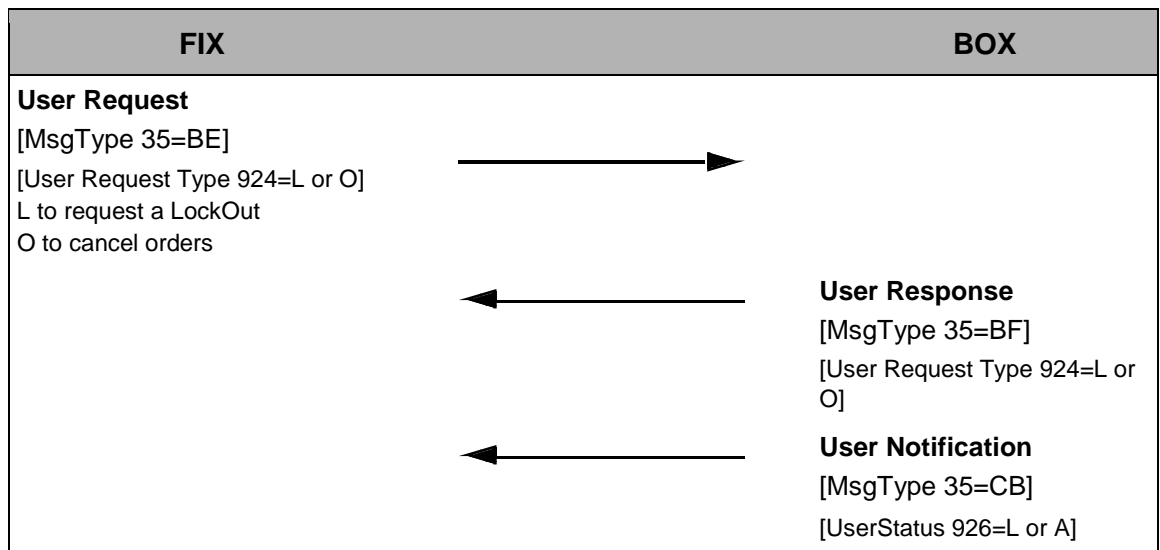 FIX
BOX
User Request
[MsgType 35=BE]
[User Request Type 924=L or O]
L to request a LockOut
O to cancel orders
User Response
[MsgType 35=BF]
[User Request Type 924=L or
O]
User Notification
[MsgType 35=CB]
[UserStatus 926=L or A]